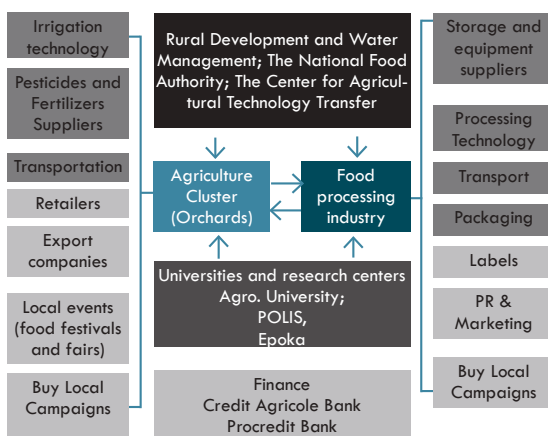 Irrigation
technology
Pesticides and
Fertilizers
Suppliers
Transportation
Retailers
Export
companies
Local events
(food festivals
and fairs)
Buy Local
Campaigns
Rural Development and Water
Management; The National Food
Authority; The Center for Agricul-
tural Technology Transfer
Agriculture
Cluster
(Orchards)
Food
processing
industry
Universities and research centers
Agro. University;
POLIS,
Epoka
Finance
Credit Agricole Bank
Procredit Bank
Storage and
equipment
suppliers
Processing
Technology
Transport
Packaging
Labels
PR &
Marketing
Buy Local
Campaigns